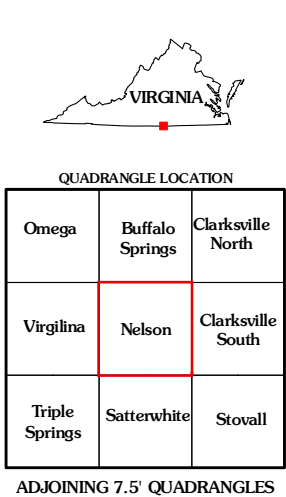 VIRGINIA
QUADRANGLE LOCATION
Omega
Buffalo
Springs
Clarksville
North
Virgilina
Nelson
Clarksville
South
Triple
Springs
Satterwhite
Stovall
ADJOINING 7.5' QUADRANGLES